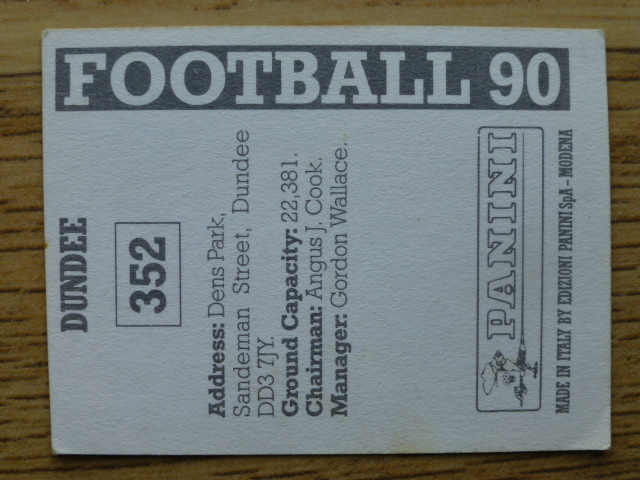 FOOTBALL 90
DUNDEE
352
Address: Dens Park,
Sandeman Street, Dundee
DD3 7JY.
Ground Capacity: 22,381.
Chairman: Angus J. Cook.
Manager: Gordon Wallace.
PANINI
MADE IN ITALY BY EDIZIONI PANINI SpA - MODENA